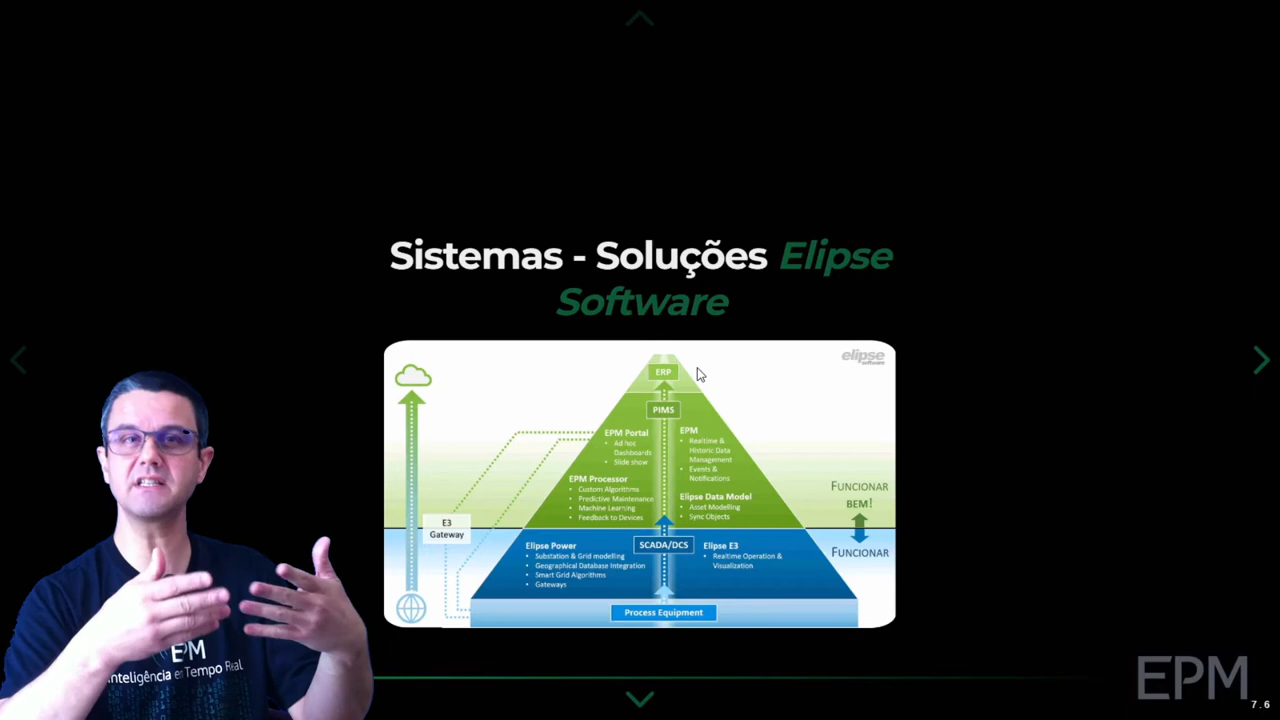 Sistemas - Soluções Elipse
Software
elipse
software
ERP
PIMS
EPM Portal
• Ad hoc
Dashboards
• Slide show
EPM
• Realtime &
Historic Data
Management
• Events &
Notifications
EPM Processor
• Custom Algorithms
• Predictive Maintenance
• Machine Learning
• Feedback to Devices
Elipse Data Model
• Asset Modelling
• Sync Objects
FUNCIONAR
BEM!
FUNCIONAR
E3
Gateway
Elipse Power
• Substation & Grid modelling
• Geographical Database Integration
• Smart Grid Algorithms
• Gateways
SCADA/DCS
Elipse E3
• Realtime Operation &
Visualization
Process Equipment
EPM
Inteligência em Tempo Real
EPM
7.6